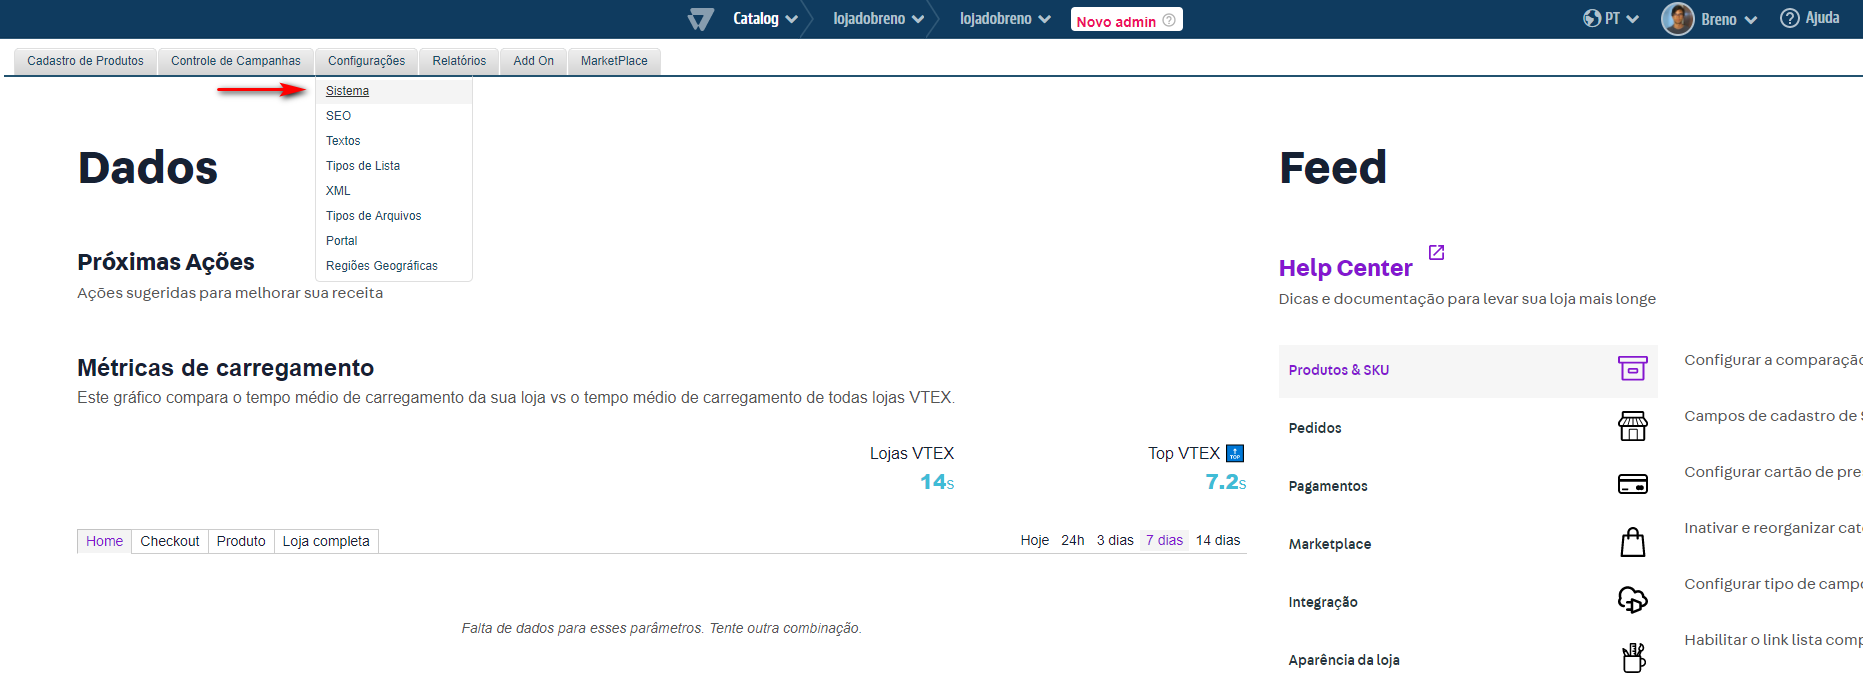 Catalog lojadobreno lojadobreno Novo admin PT Breno Ajuda
Cadastro de Produtos Controle de Campanhas Configurações Relatórios Add On MarketPlace
Sistema
SEO
Textos
Tipos de Lista
XML
Tipos de Arquivos
Portal
Regiões Geográficas
Dados
Próximas Ações
Ações sugeridas para melhorar sua receita
Métricas de carregamento
Este gráfico compara o tempo médio de carregamento da sua loja vs o tempo médio de carregamento de todas lojas VTEX.
Lojas VTEX
14s
Top VTEX TOP
7.2s
Home Checkout Produto Loja completa
Hoje 24h 3 dias 7 dias 14 dias
Falta de dados para esses parâmetros. Tente outra combinação.
Feed
Help Center
Dicas e documentação para levar sua loja mais longe
Produtos & SKU
Pedidos
Pagamentos
Marketplace
Integração
Aparência da loja
Configurar a comparação
Campos de cadastro de
Configurar cartão de pre
Inativar e reorganizar cat
Configurar tipo de camp
Habilitar o link lista com